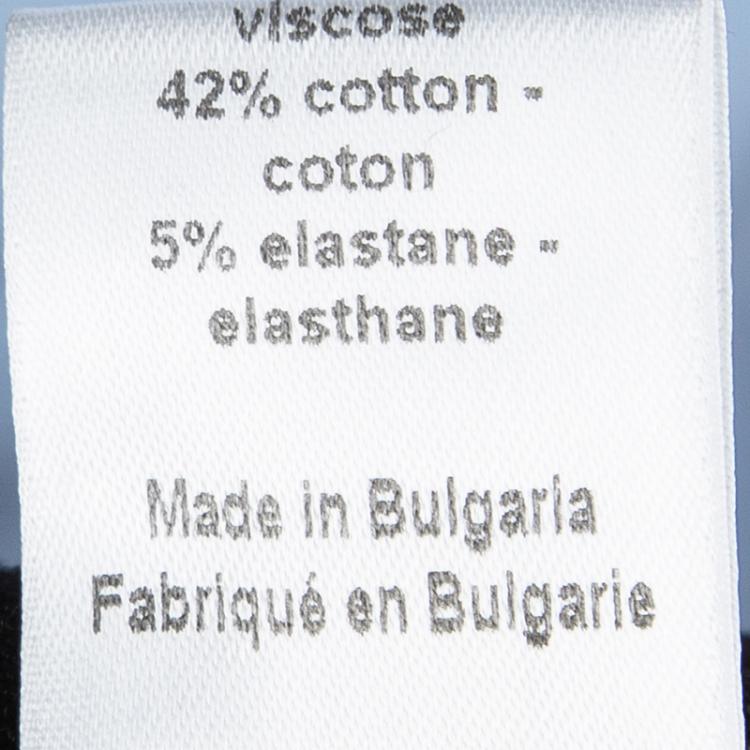 viscose
42% cotton -
coton
5% elastane -
elasthane
Made in Bulgaria
Fabriqué en Bulgarie